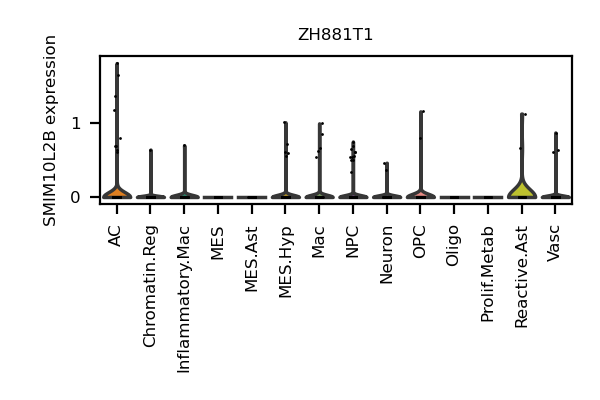 ZH881T1
SMIM10L2B expression
1
0
AC
Chromatin.Reg
Inflammatory.Mac
MES
MES.Ast
MES.Hyp
Mac
NPC
Neuron
OPC
Oligo
Prolif.Metab
Reactive.Ast
Vasc